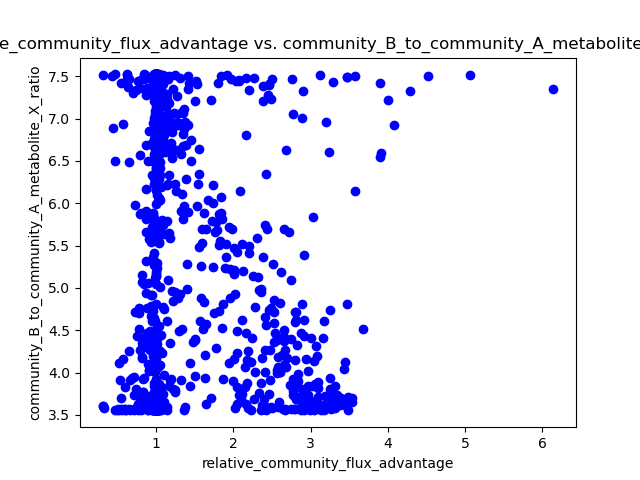 e_community_flux_advantage vs. community_B_to_community_A_metabolite
7.5
7.0
6.5
6.0
5.5
5.0
4.5
4.0
3.5
community_B_to_community_A_metabolite_X_ratio
1 2 3 4 5 6
relative_community_flux_advantage